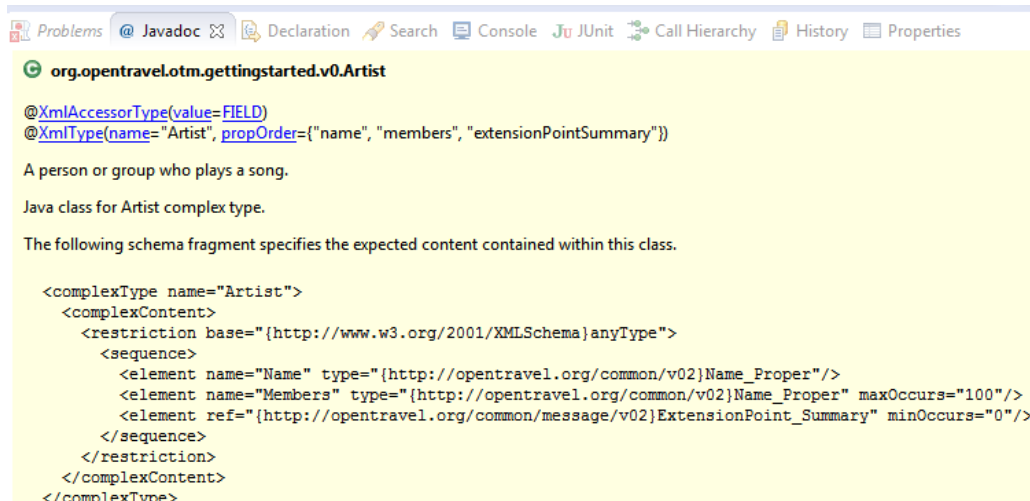 Problems @ Javadoc Declaration Search Console JU JUnit Call Hierarchy History Properties
org.opentravel.otm.gettingstarted.v0.Artist
@XmlAccessorType(value=FIELD)
@XmlType(name="Artist", propOrder={"name", "members", "extensionPointSummary"})
A person or group who plays a song.
Java class for Artist complex type.
The following schema fragment specifies the expected content contained within this class.
<complexType name="Artist">
<complexContent>
<restriction base="{http://www.w3.org/2001/XMLSchema}anyType">
<sequence>
<element name="Name" type="{http://opentravel.org/common/v02}Name_Proper"/>
<element name="Members" type="{http://opentravel.org/common/v02}Name_Proper" maxOccurs="100"/>
<element ref="{http://opentravel.org/common/message/v02}ExtensionPoint_Summary" minOccurs="0"/>
</sequence>
</restriction>
</complexContent>
</complexType>